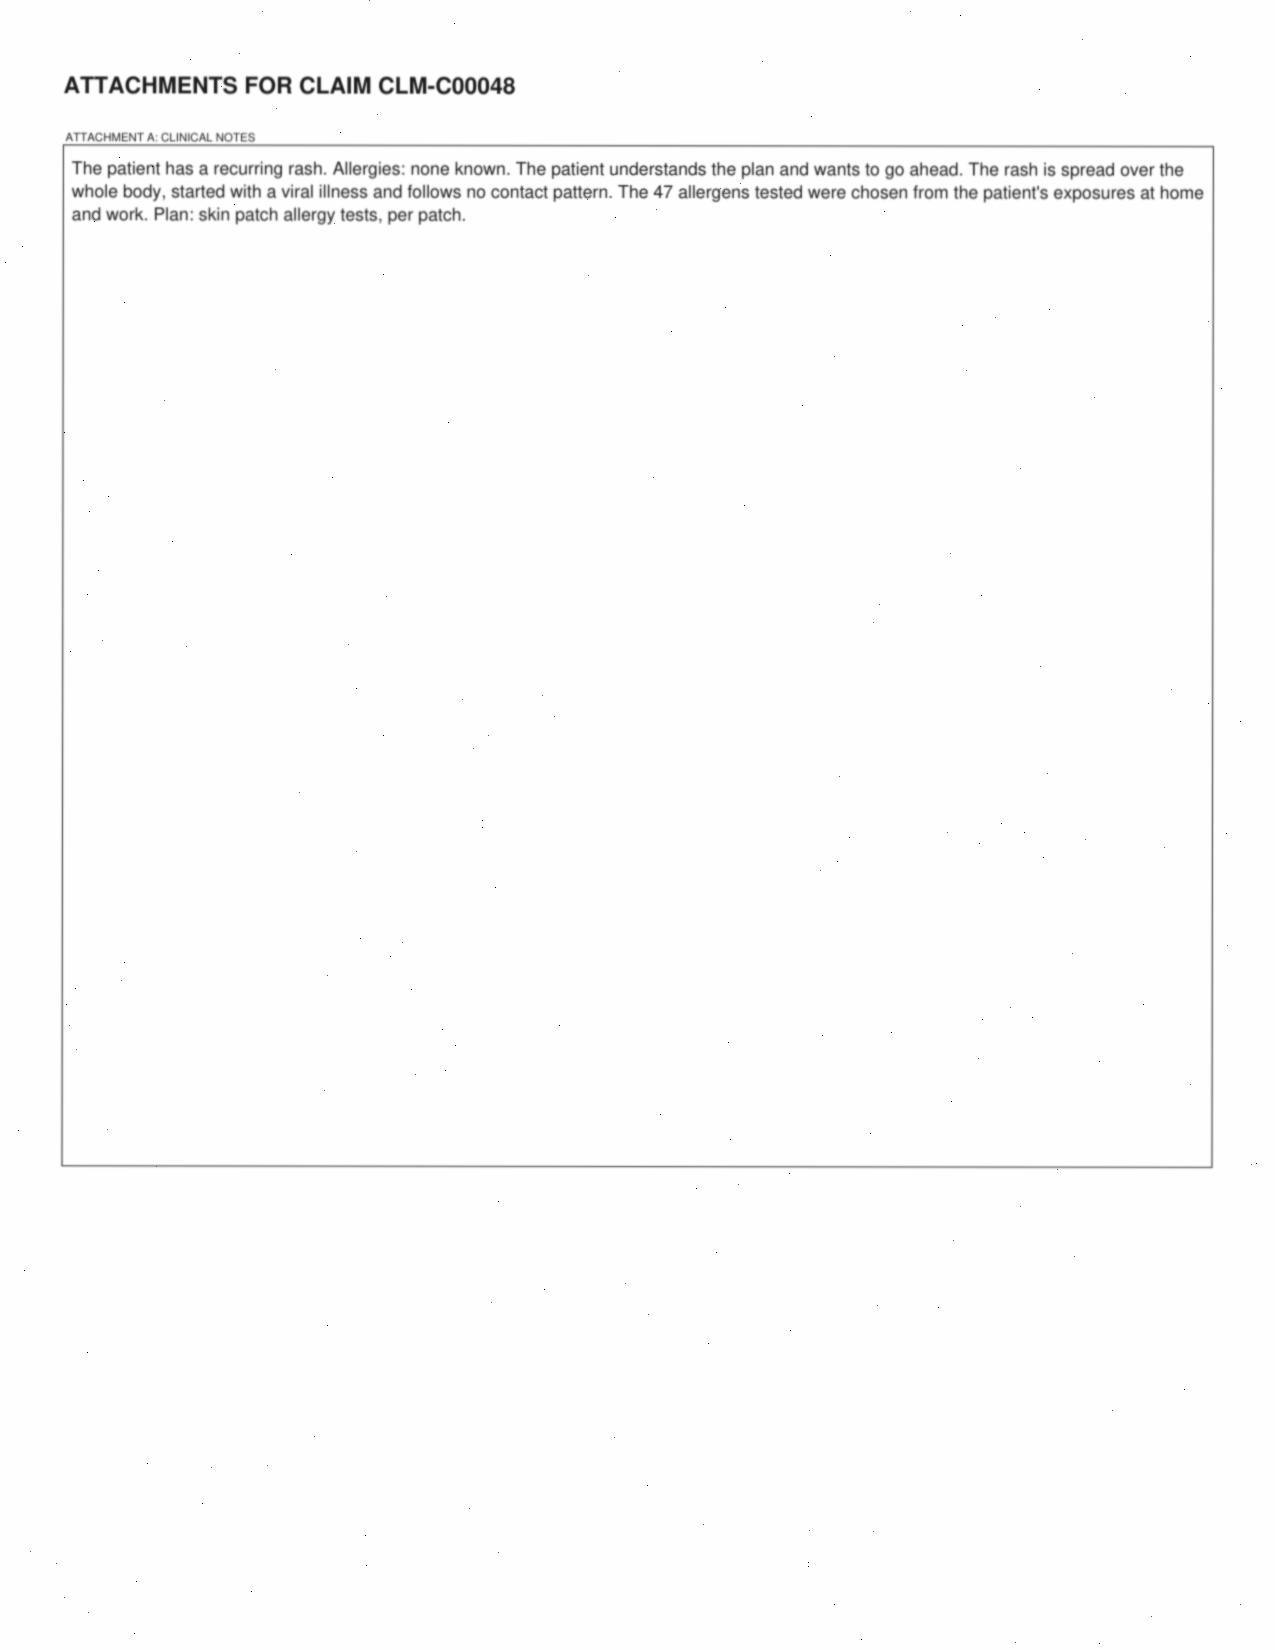 ATTACHMENTS FOR CLAIM CLM-C00048
ATTACHMENT A: CLINICAL NOTES
The patient has a recurring rash. Allergies: none known. The patient understands the plan and wants to go ahead. The rash is spread over the
whole body, started with a viral illness and follows no contact pattern. The 47 allergens tested were chosen from the patient's exposures at home
and work. Plan: skin patch allergy tests, per patch.